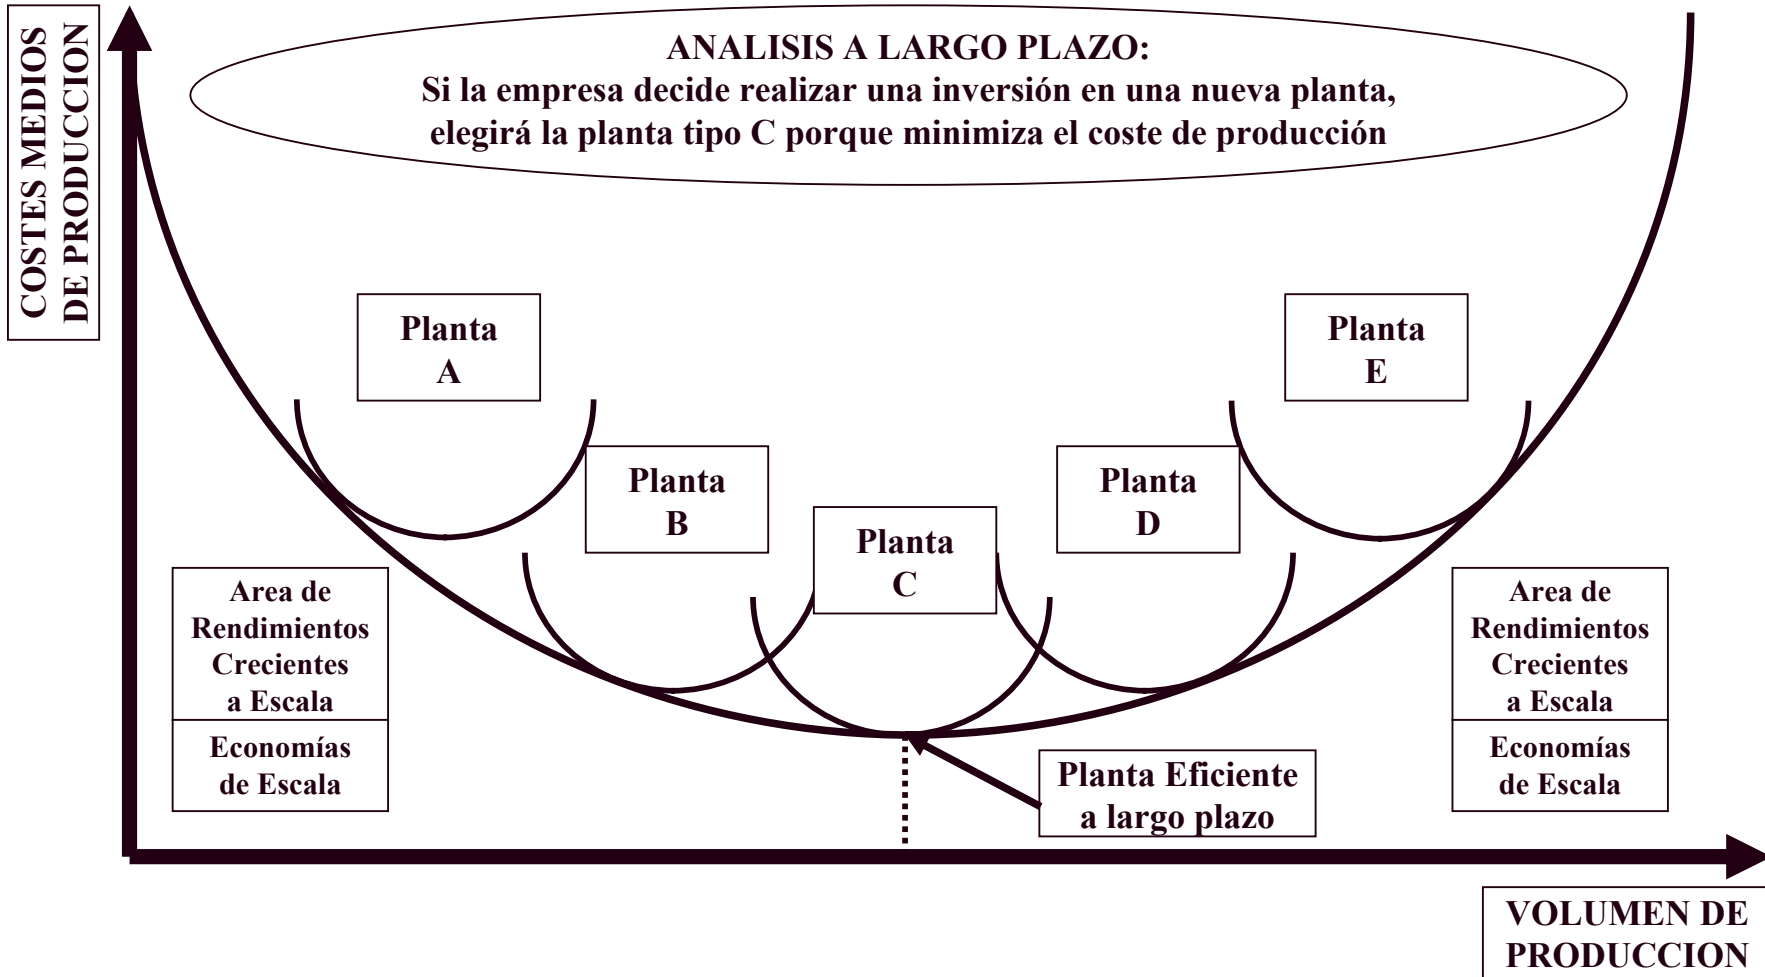 COSTES MEDIOS
DE PRODUCCION
ANALISIS A LARGO PLAZO:
Si la empresa decide realizar una inversión en una nueva planta,
elegirá la planta tipo C porque minimiza el coste de producción
Planta
A
Planta
E
Planta
B
Planta
D
Planta
C
Area de
Rendimientos
Crecientes
a Escala
Economías
de Escala
Area de
Rendimientos
Crecientes
a Escala
Economías
de Escala
Planta Eficiente
a largo plazo
VOLUMEN DE
PRODUCCION